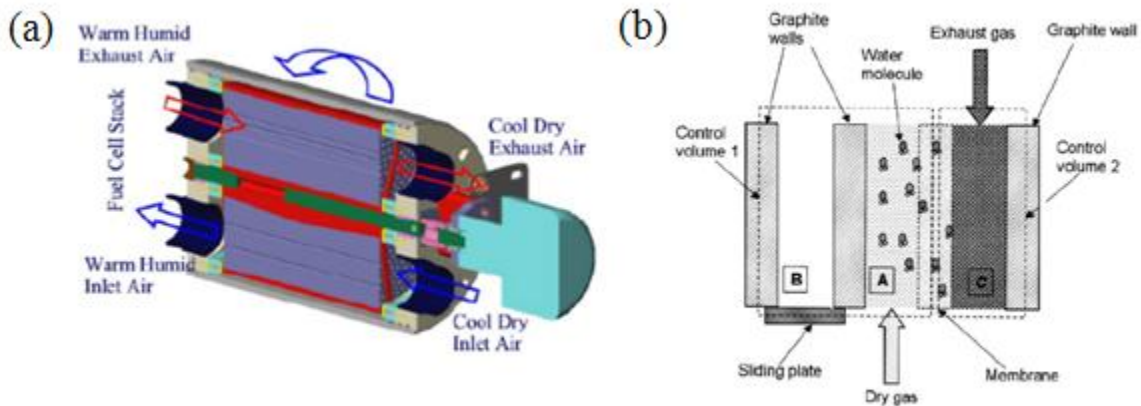 (a)
Warm Humid
Exhaust Air
Fuel Cell Stack
Cool Dry
Exhaust Air
Warm Humid
Inlet Air
Cool Dry
Inlet Air
(b)
Graphite
walls
Water
molecule
Exhaust gas
Graphite wall
Control
volume 1
Control
volume 2
B
A
C
Sliding plate
Dry gas
Membrane